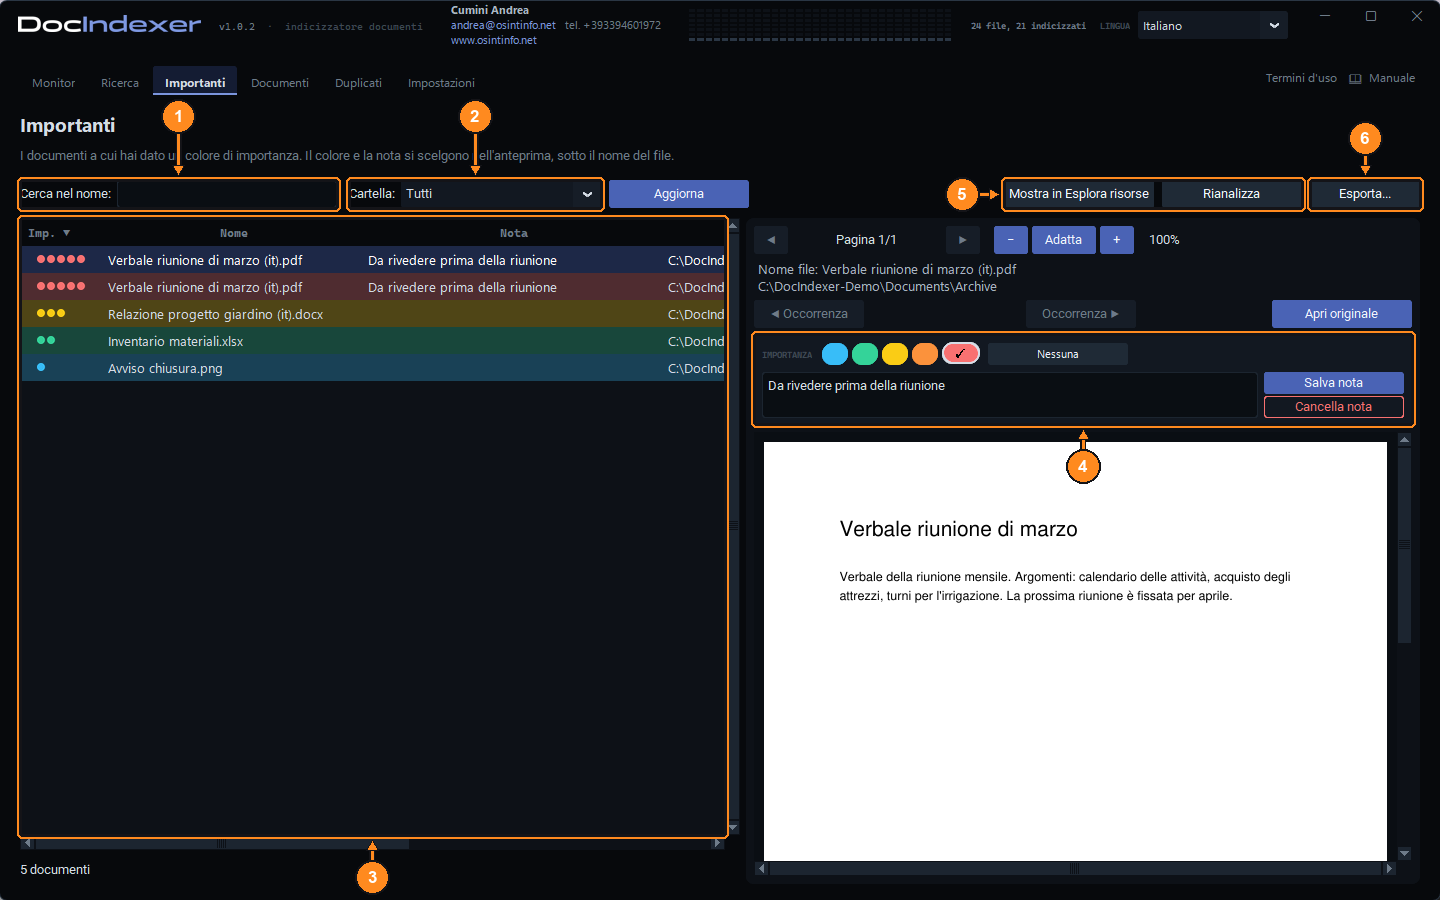 DocIndexer v1.0.2 · indicizzatore documenti
Cumini Andrea
andrea@osintinfo.net tel. +393394601972
www.osintinfo.net
24 file, 21 indicizzati LINGUA Italiano
Monitor Ricerca Importanti Documenti Duplicati Impostazioni
Termini d'uso Manuale
1 2 6
Importanti
I documenti a cui hai dato colore di importanza. Il colore e la nota si scelgono ell'anteprima, sotto il nome del file.
Cerca nel nome: Cartella: Tutti Aggiorna
5 Mostra in Esplora risorse Rianalizza Esporta...
Imp. ▼ Nome Nota
Verbale riunione di marzo (it).pdf Da rivedere prima della riunione C:\DocInd
Verbale riunione di marzo (it).pdf Da rivedere prima della riunione C:\DocInd
Relazione progetto giardino (it).docx C:\DocInd
Inventario materiali.xlsx C:\DocInd
Avviso chiusura.png C:\DocInd
5 documenti
3
◄ Pagina 1/1 ► − Adatta + 100%
Nome file: Verbale riunione di marzo (it).pdf
C:\DocIndexer-Demo\Documents\Archive
◄ Occorrenza Occorrenza ► Apri originale
IMPORTANZA ✓ Nessuna
Da rivedere prima della riunione
Salva nota
Cancella nota
4
Verbale riunione di marzo
Verbale della riunione mensile. Argomenti: calendario delle attività, acquisto degli
attrezzi, turni per l'irrigazione. La prossima riunione è fissata per aprile.